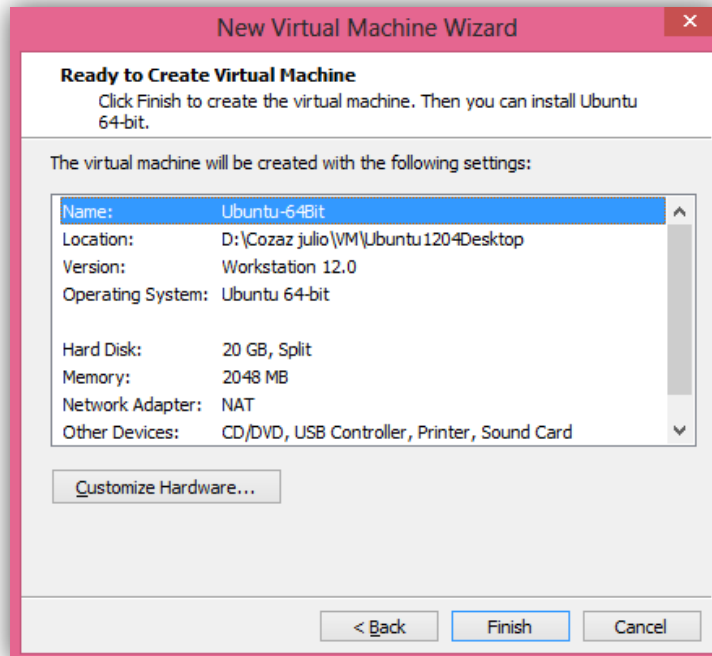 New Virtual Machine Wizard
Ready to Create Virtual Machine
Click Finish to create the virtual machine. Then you can install Ubuntu
64-bit.
The virtual machine will be created with the following settings:
Name: Ubuntu-64Bit
Location: D:\Cozaz julio\VM\Ubuntu1204Desktop
Version: Workstation 12.0
Operating System: Ubuntu 64-bit
Hard Disk: 20 GB, Split
Memory: 2048 MB
Network Adapter: NAT
Other Devices: CD/DVD, USB Controller, Printer, Sound Card
Customize Hardware...
< Back Finish Cancel